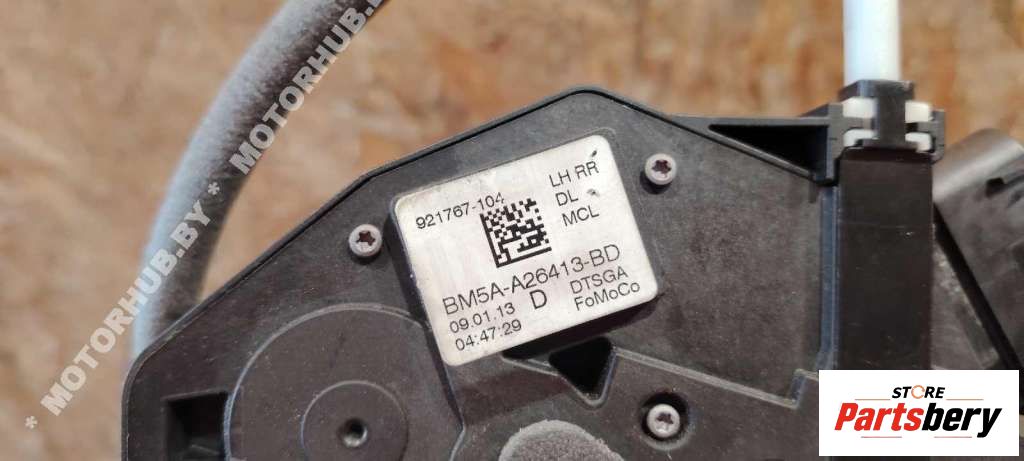 921767-104
LH RR
DL
MCL
BM5A-A26413-BD
09.01.13 D DTSGA
04:47:29 FoMoCo
* MOTORHUB.BY * MOTORHUB.BY
STORE
Partsbery